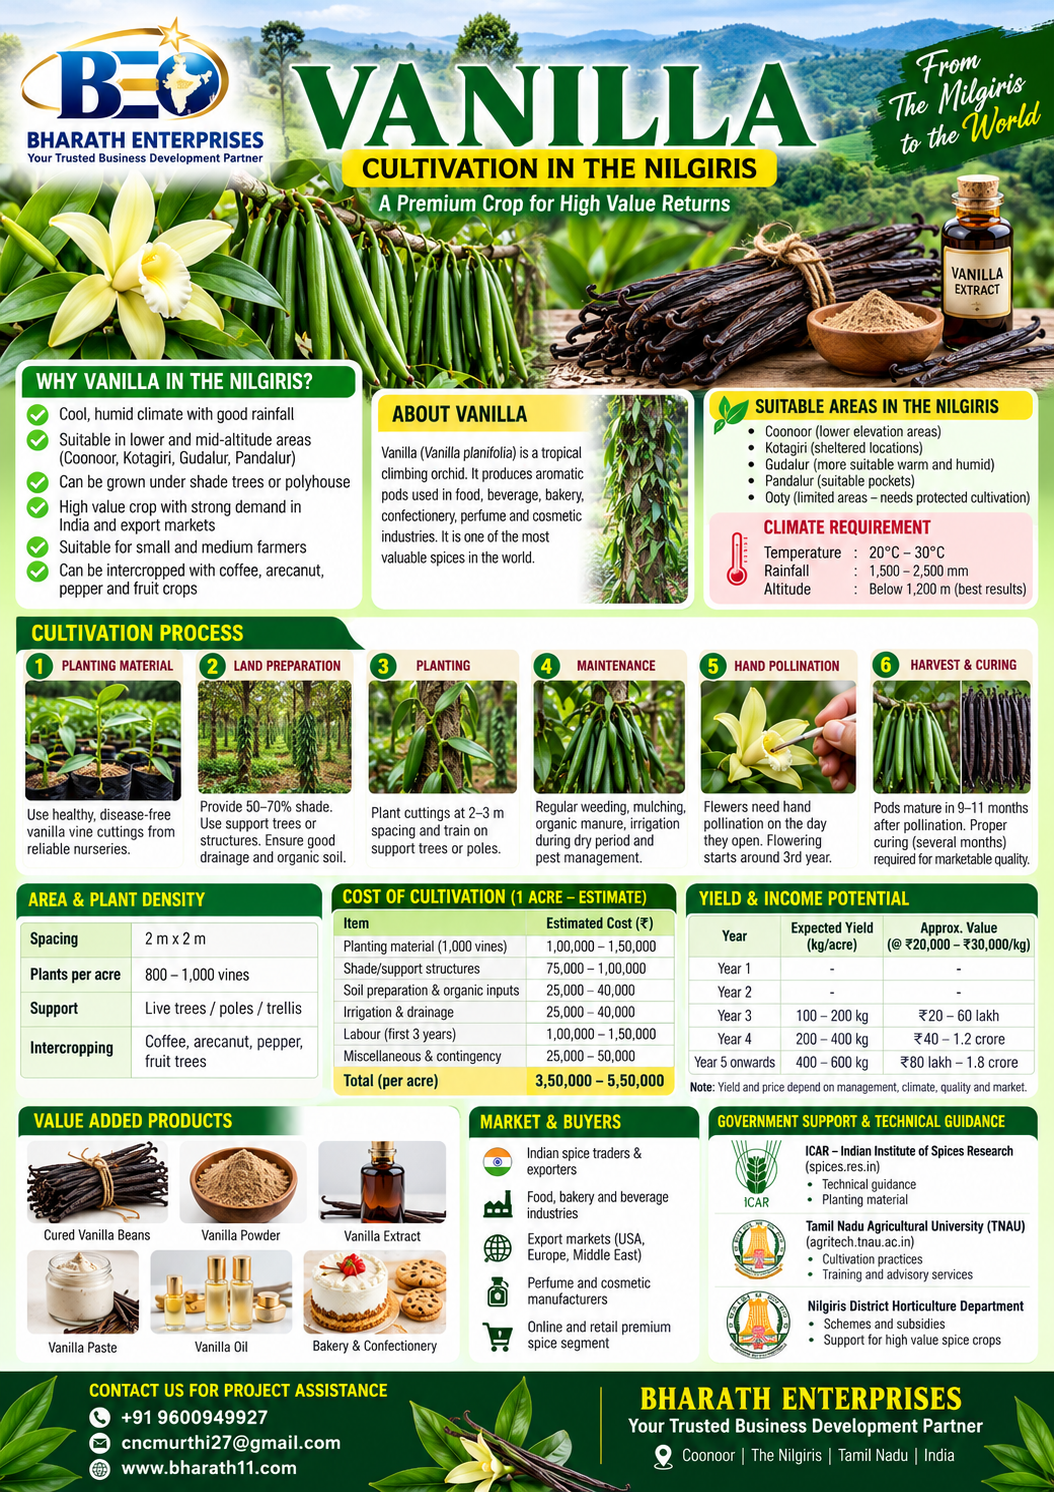 BEO
BHARATH ENTERPRISES
Your Trusted Business Development Partner
VANILLA
CULTIVATION IN THE NILGIRIS
A Premium Crop for High Value Returns
From
The Milgiris
to the World
VANILLA
EXTRACT
WHY VANILLA IN THE NILGIRIS?
Cool, humid climate with good rainfall
Suitable in lower and mid-altitude areas
(Coonoor, Kotagiri, Gudalur, Pandalur)
Can be grown under shade trees or polyhouse
High value crop with strong demand in
India and export markets
Suitable for small and medium farmers
Can be intercropped with coffee, arecanut,
pepper and fruit crops
ABOUT VANILLA
Vanilla (Vanilla planifolia) is a tropical
climbing orchid. It produces aromatic
pods used in food, beverage, bakery,
confectionery, perfume and cosmetic
industries. It is one of the most
valuable spices in the world.
SUITABLE AREAS IN THE NILGIRIS
• Coonoor (lower elevation areas)
• Kotagiri (sheltered locations)
• Gudalur (more suitable warm and humid)
• Pandalur (suitable pockets)
• Ooty (limited areas – needs protected cultivation)
CLIMATE REQUIREMENT
Temperature : 20°C – 30°C
Rainfall : 1,500 – 2,500 mm
Altitude : Below 1,200 m (best results)
CULTIVATION PROCESS
1 PLANTING MATERIAL
Use healthy, disease-free
vanilla vine cuttings from
reliable nurseries.
2 LAND PREPARATION
Provide 50–70% shade.
Use support trees or
structures. Ensure good
drainage and organic soil.
3 PLANTING
Plant cuttings at 2–3 m
spacing and train on
support trees or poles.
4 MAINTENANCE
Regular weeding, mulching,
organic manure, irrigation
during dry period and
pest management.
5 HAND POLLINATION
Flowers need hand
pollination on the day
they open. Flowering
starts around 3rd year.
6 HARVEST & CURING
Pods mature in 9–11 months
after pollination. Proper
curing (several months)
required for marketable quality.
AREA & PLANT DENSITY
Spacing 2 m x 2 m
Plants per acre 800 – 1,000 vines
Support Live trees / poles / trellis
Intercropping Coffee, arecanut, pepper,
fruit trees
COST OF CULTIVATION (1 ACRE – ESTIMATE)
Item Estimated Cost (₹)
Planting material (1,000 vines) 1,00,000 – 1,50,000
Shade/support structures 75,000 – 1,00,000
Soil preparation & organic inputs 25,000 – 40,000
Irrigation & drainage 25,000 – 40,000
Labour (first 3 years) 1,00,000 – 1,50,000
Miscellaneous & contingency 25,000 – 50,000
Total (per acre) 3,50,000 – 5,50,000
YIELD & INCOME POTENTIAL
Year Expected Yield (kg/acre) Approx. Value (@ ₹20,000 – ₹30,000/kg)
Year 1 - -
Year 2 - -
Year 3 100 – 200 kg ₹20 – 60 lakh
Year 4 200 – 400 kg ₹40 – 1.2 crore
Year 5 onwards 400 – 600 kg ₹80 lakh – 1.8 crore
Note: Yield and price depend on management, climate, quality and market.
VALUE ADDED PRODUCTS
Cured Vanilla Beans
Vanilla Powder
Vanilla Extract
Vanilla Paste
Vanilla Oil
Bakery & Confectionery
MARKET & BUYERS
Indian spice traders &
exporters
Food, bakery and beverage
industries
Export markets (USA,
Europe, Middle East)
Perfume and cosmetic
manufacturers
Online and retail premium
spice segment
GOVERNMENT SUPPORT & TECHNICAL GUIDANCE
ICAR
ICAR – Indian Institute of Spices Research
(spices.res.in)
• Technical guidance
• Planting material
Tamil Nadu Agricultural University (TNAU)
(agritech.tnau.ac.in)
• Cultivation practices
• Training and advisory services
Nilgiris District Horticulture Department
• Schemes and subsidies
• Support for high value spice crops
CONTACT US FOR PROJECT ASSISTANCE
+91 9600949927
cncmurthi27@gmail.com
www.bharath11.com
BHARATH ENTERPRISES
Your Trusted Business Development Partner
Coonoor | The Nilgiris | Tamil Nadu | India